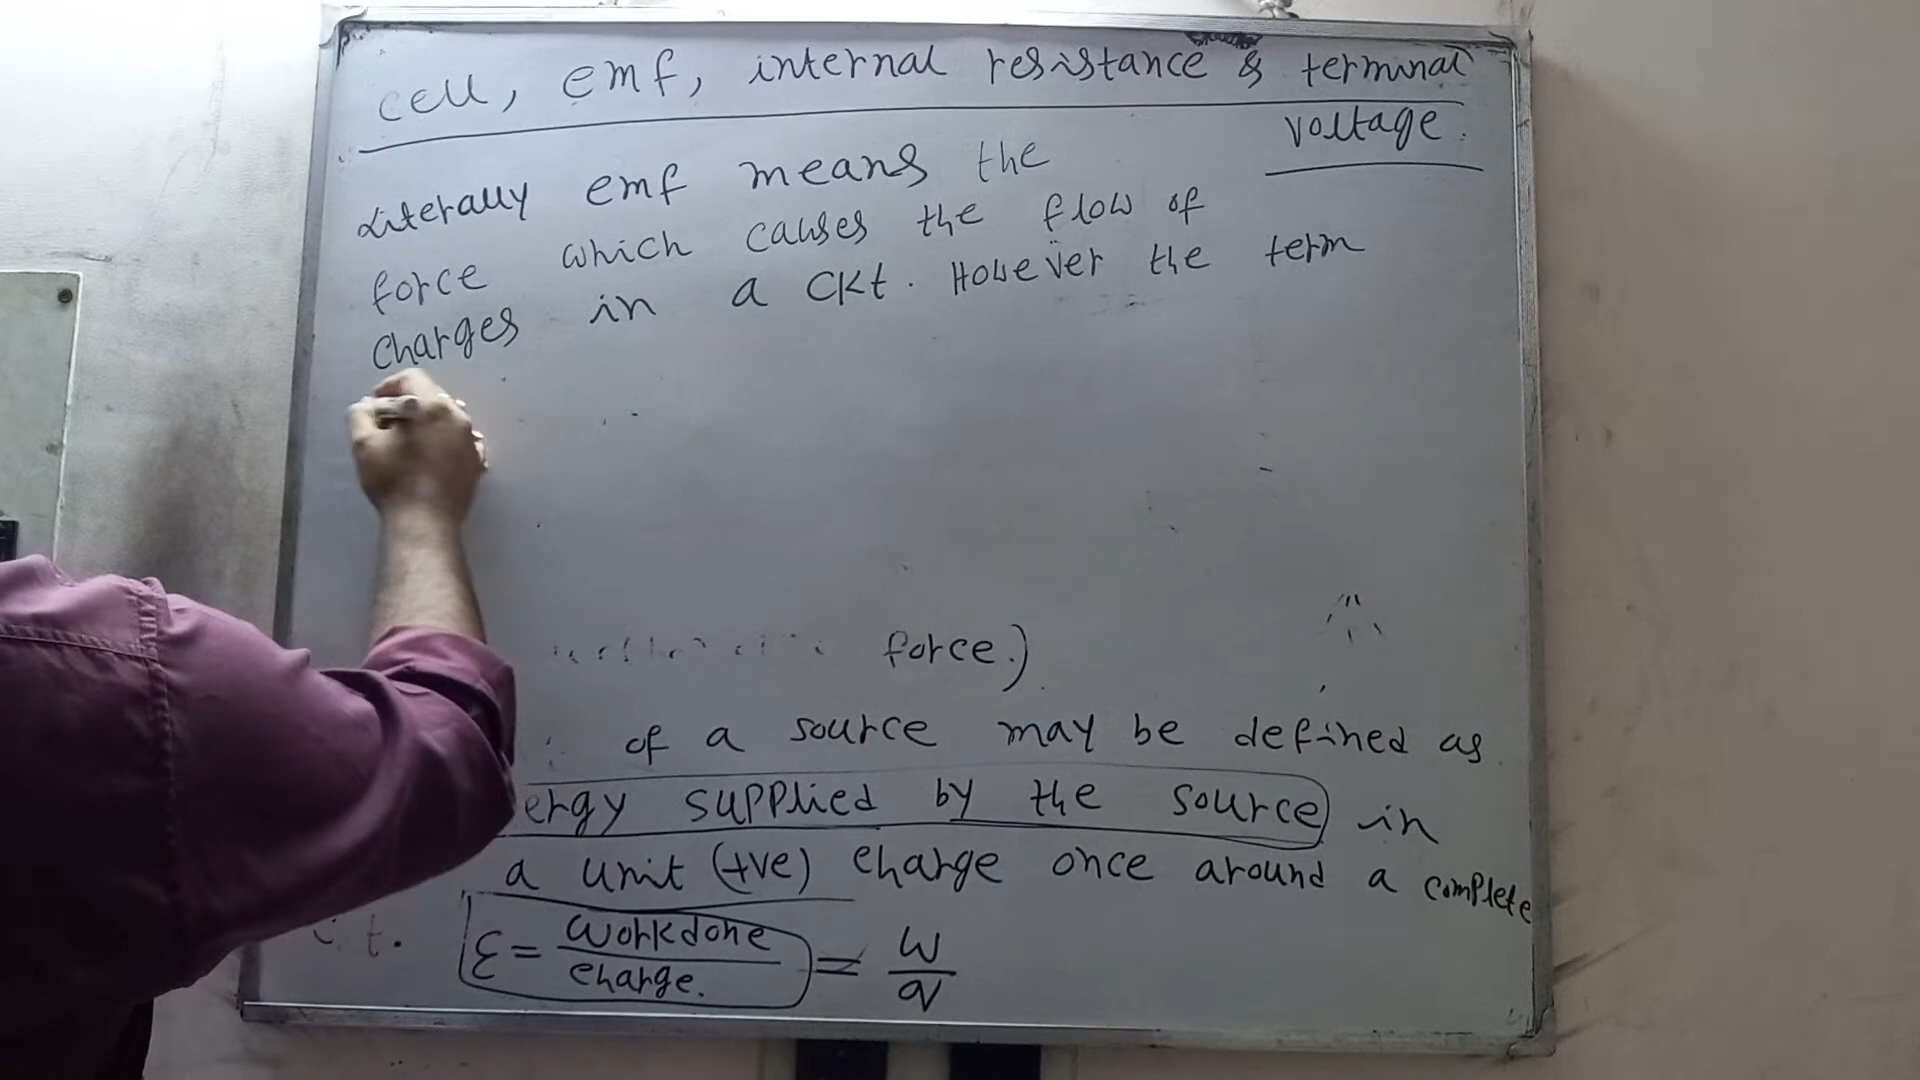 cell, emf, internal resistance & terminal
voltage.
Literally emf means the
force which causes the flow of
charges in a ckt. However the term
force.)
of a source may be defined as
ergy supplied by the source in
a unit (+ve) charge once around a complete
ε = workdone / charge. = W / q